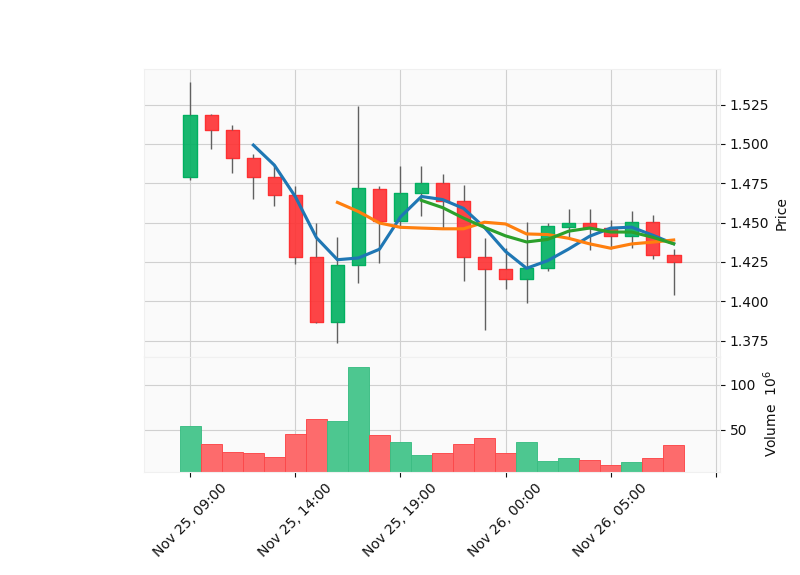 1.525
1.500
1.475
1.450
1.425
1.400
1.375
Price
100
50
Volume 10^6
Nov 25, 09:00
Nov 25, 14:00
Nov 25, 19:00
Nov 26, 00:00
Nov 26, 05:00